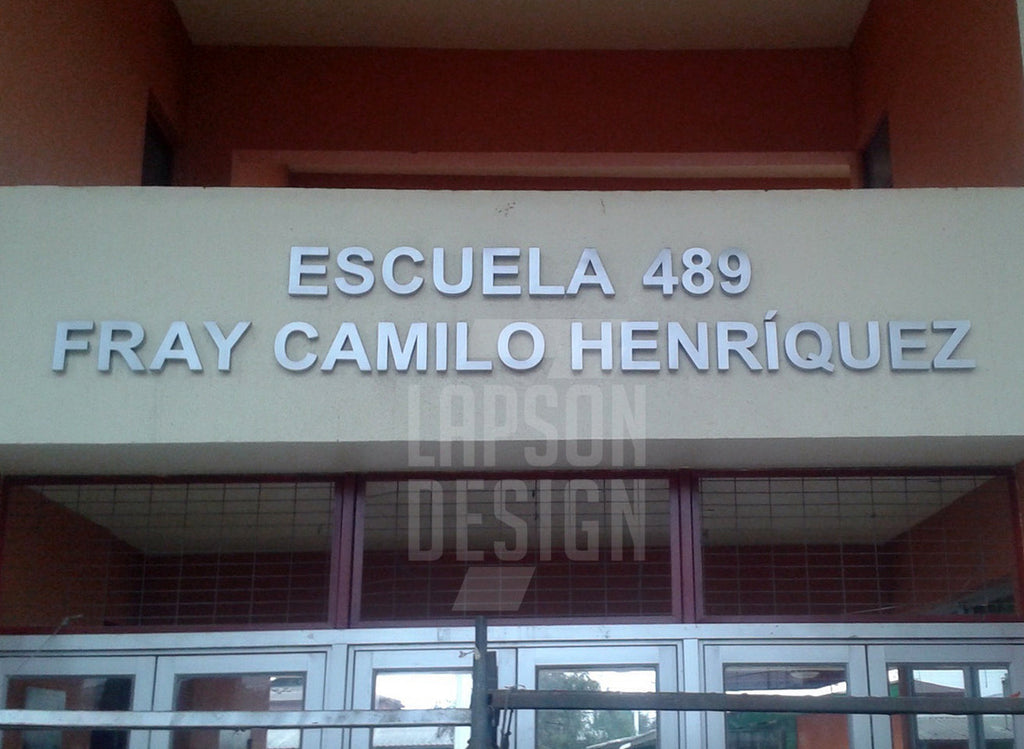 ESCUELA 489
FRAY CAMILO HENRÍQUEZ
LAPSON
DESIGN